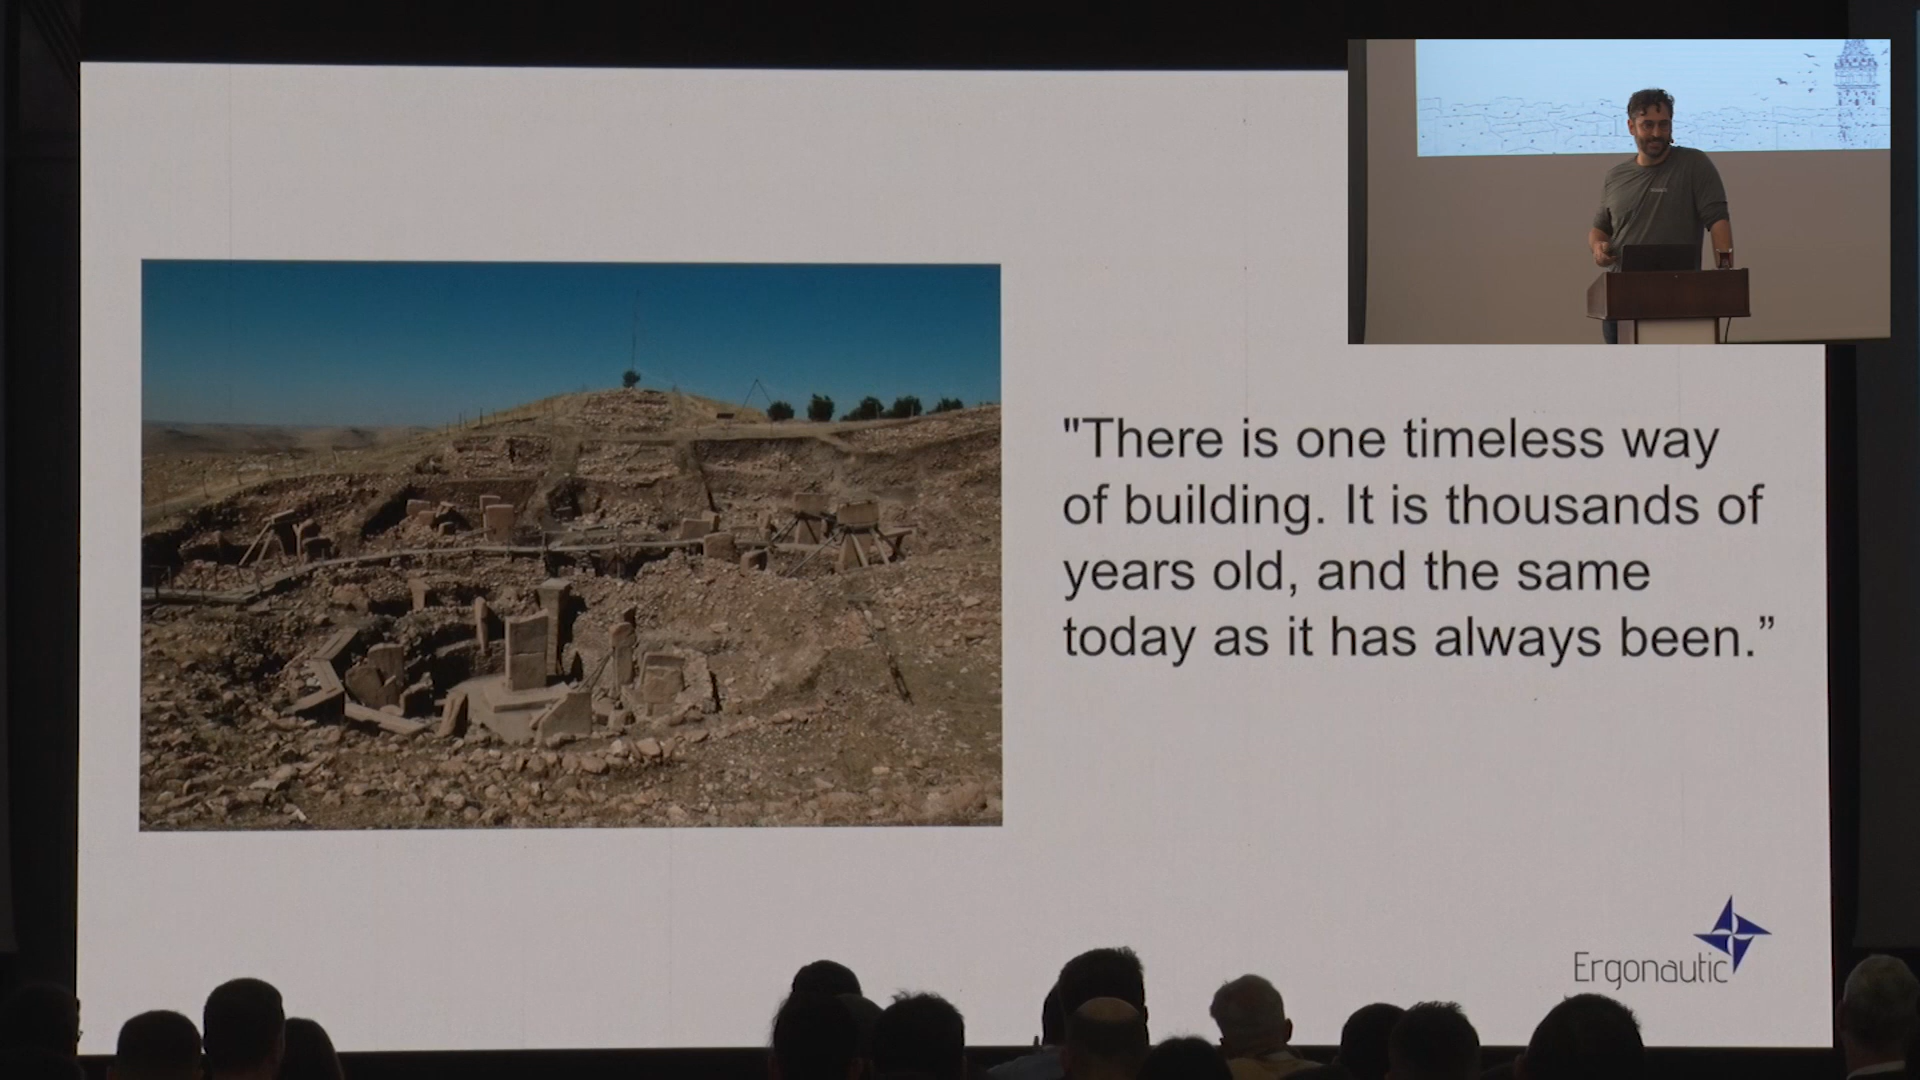 "There is one timeless way
of building. It is thousands of
years old, and the same
today as it has always been.”
Ergonautic